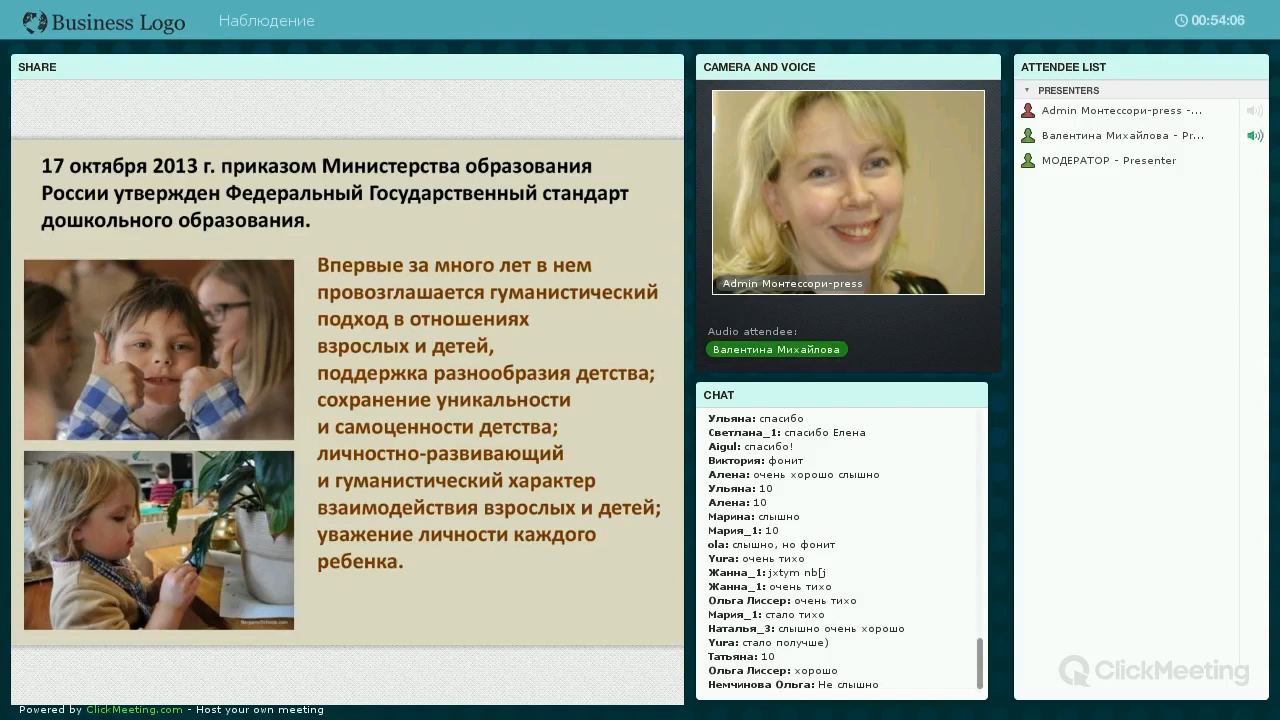 Business Logo
Наблюдение
00:54:06
SHARE
17 октября 2013 г. приказом Министерства образования
России утвержден Федеральный Государственный стандарт
дошкольного образования.
Впервые за много лет в нем
провозглашается гуманистический
подход в отношениях
взрослых и детей,
поддержка разнообразия детства;
сохранение уникальности
и самоценности детства;
личностно-развивающий
и гуманистический характер
взаимодействия взрослых и детей;
уважение личности каждого
ребенка.
CAMERA AND VOICE
Admin Монтессори-press
Audio attendee:
Валентина Михайлова
CHAT
Ульяна: спасибо
Светлана_1: спасибо Елена
Aigul: спасибо!
Виктория: фонит
Алена: очень хорошо слышно
Ульяна: 10
Алена: 10
Марина: слышно
Мария_1: 10
ola: слышно, но фонит
Yura: очень тихо
Жанна_1: jxtym nb[j
Жанна_1: очень тихо
Ольга Лиссер: очень тихо
Мария_1: стало тихо
Наталья_3: слышно очень хорошо
Yura: стало получше)
Татьяна: 10
Ольга Лиссер: хорошо
Немчинова Ольга: Не слышно
ATTENDEE LIST
PRESENTERS
Admin Монтессори-press -...
Валентина Михайлова - Pr...
МОДЕРАТОР - Presenter
ClickMeeting
Powered by ClickMeeting.com - Host your own meeting